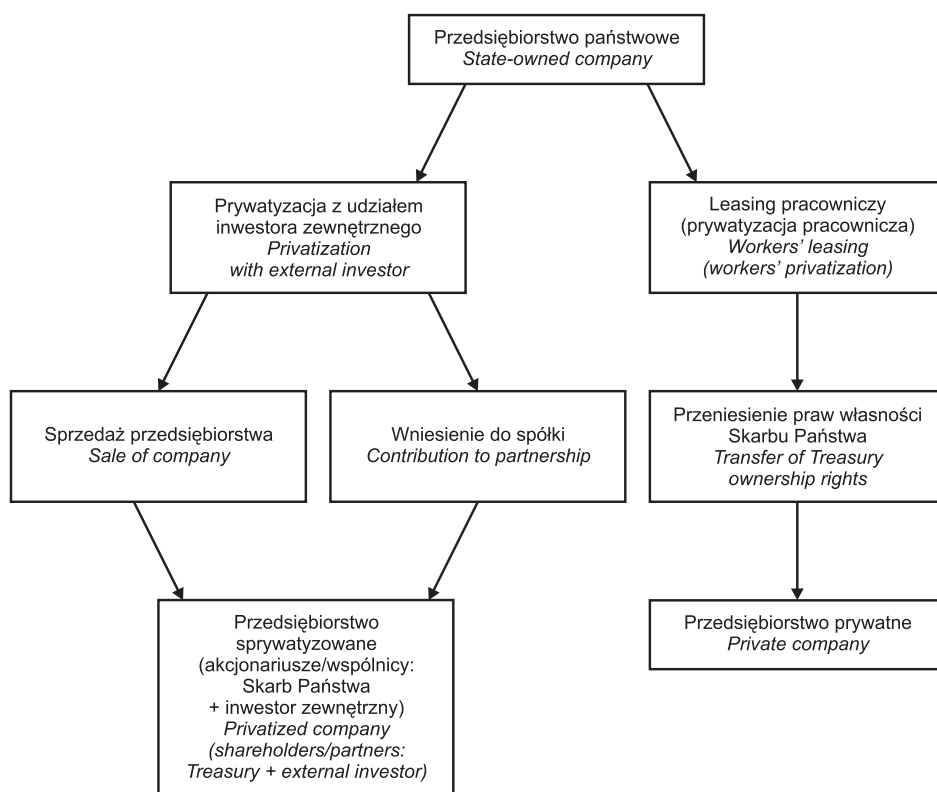 Przedsiębiorstwo państwowe
State-owned company
Prywatyzacja z udziałem
inwestora zewnętrznego
Privatization
with external investor
Leasing pracowniczy
(prywatyzacja pracownicza)
Workers’ leasing
(workers’ privatization)
Sprzedaż przedsiębiorstwa
Sale of company
Wniesienie do spółki
Contribution to partnership
Przeniesienie praw własności
Skarbu Państwa
Transfer of Treasury
ownership rights
Przedsiębiorstwo
sprywatyzowane
(akcjonariusze/wspólnicy:
Skarb Państwa
+ inwestor zewnętrzny)
Privatized company
(shareholders/partners:
Treasury + external investor)
Przedsiębiorstwo prywatne
Private company